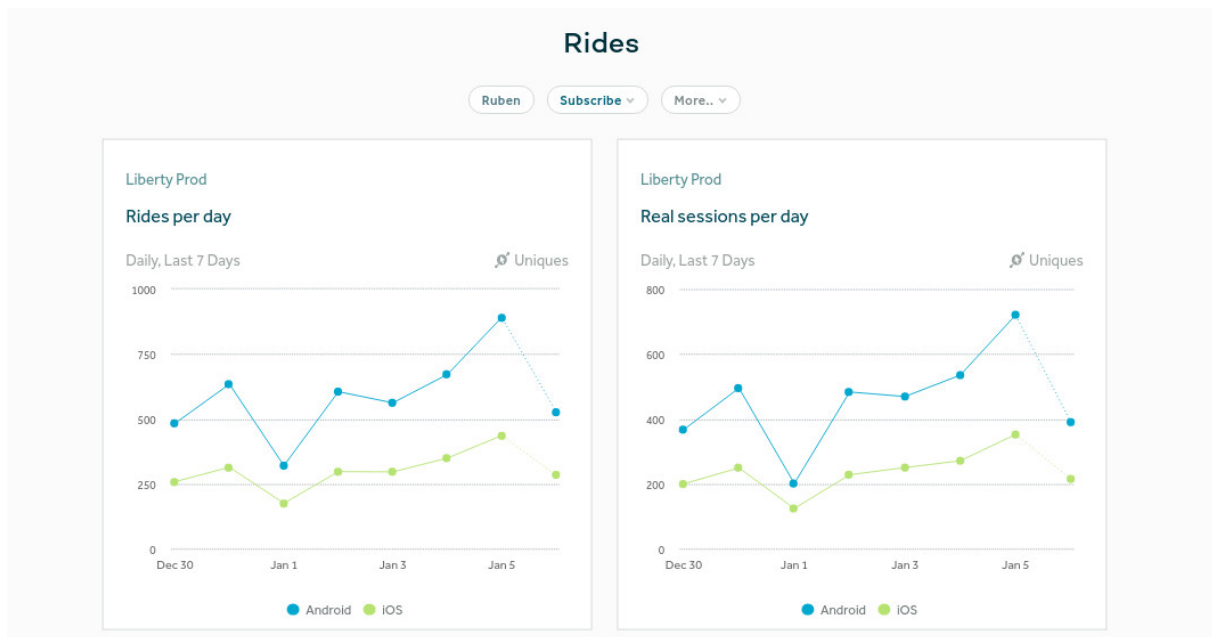 Rides
Ruben
Subscribe
More..
Liberty Prod
Rides per day
Daily, Last 7 Days
Uniques
1000
750
500
250
0
Dec 30
Jan 1
Jan 3
Jan 5
Android
iOS
Liberty Prod
Real sessions per day
Daily, Last 7 Days
Uniques
800
600
400
200
0
Dec 30
Jan 1
Jan 3
Jan 5
Android
iOS